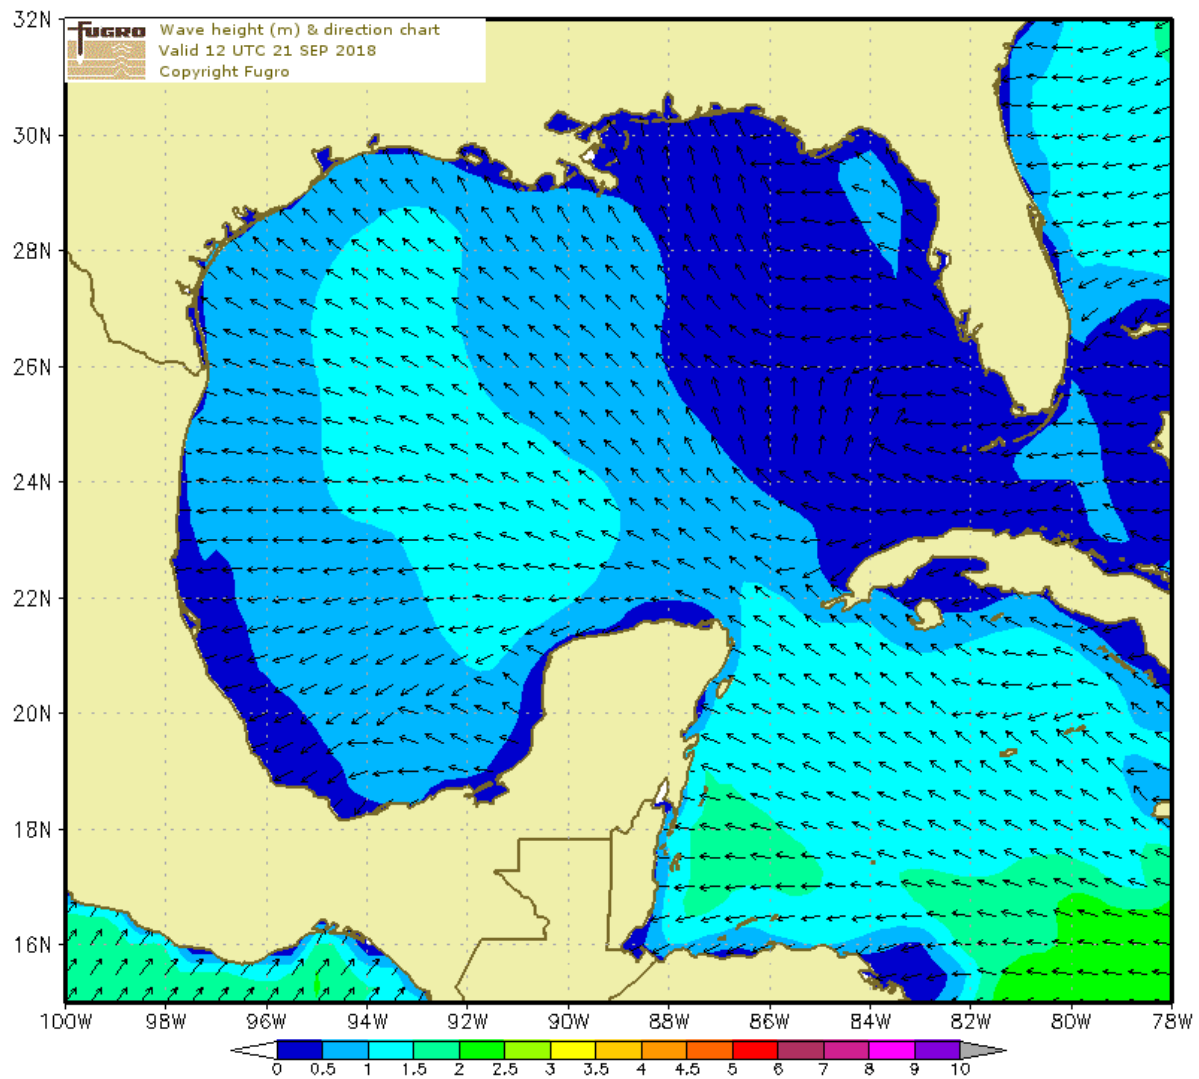 FUGRO
Wave height (m) & direction chart
Valid 12 UTC 21 SEP 2018
Copyright Fugro
32N
30N
28N
26N
24N
22N
20N
18N
16N
100W 98W 96W 94W 92W 90W 88W 86W 84W 82W 80W 78W
0 0.5 1 1.5 2 2.5 3 3.5 4 4.5 5 6 7 8 9 10